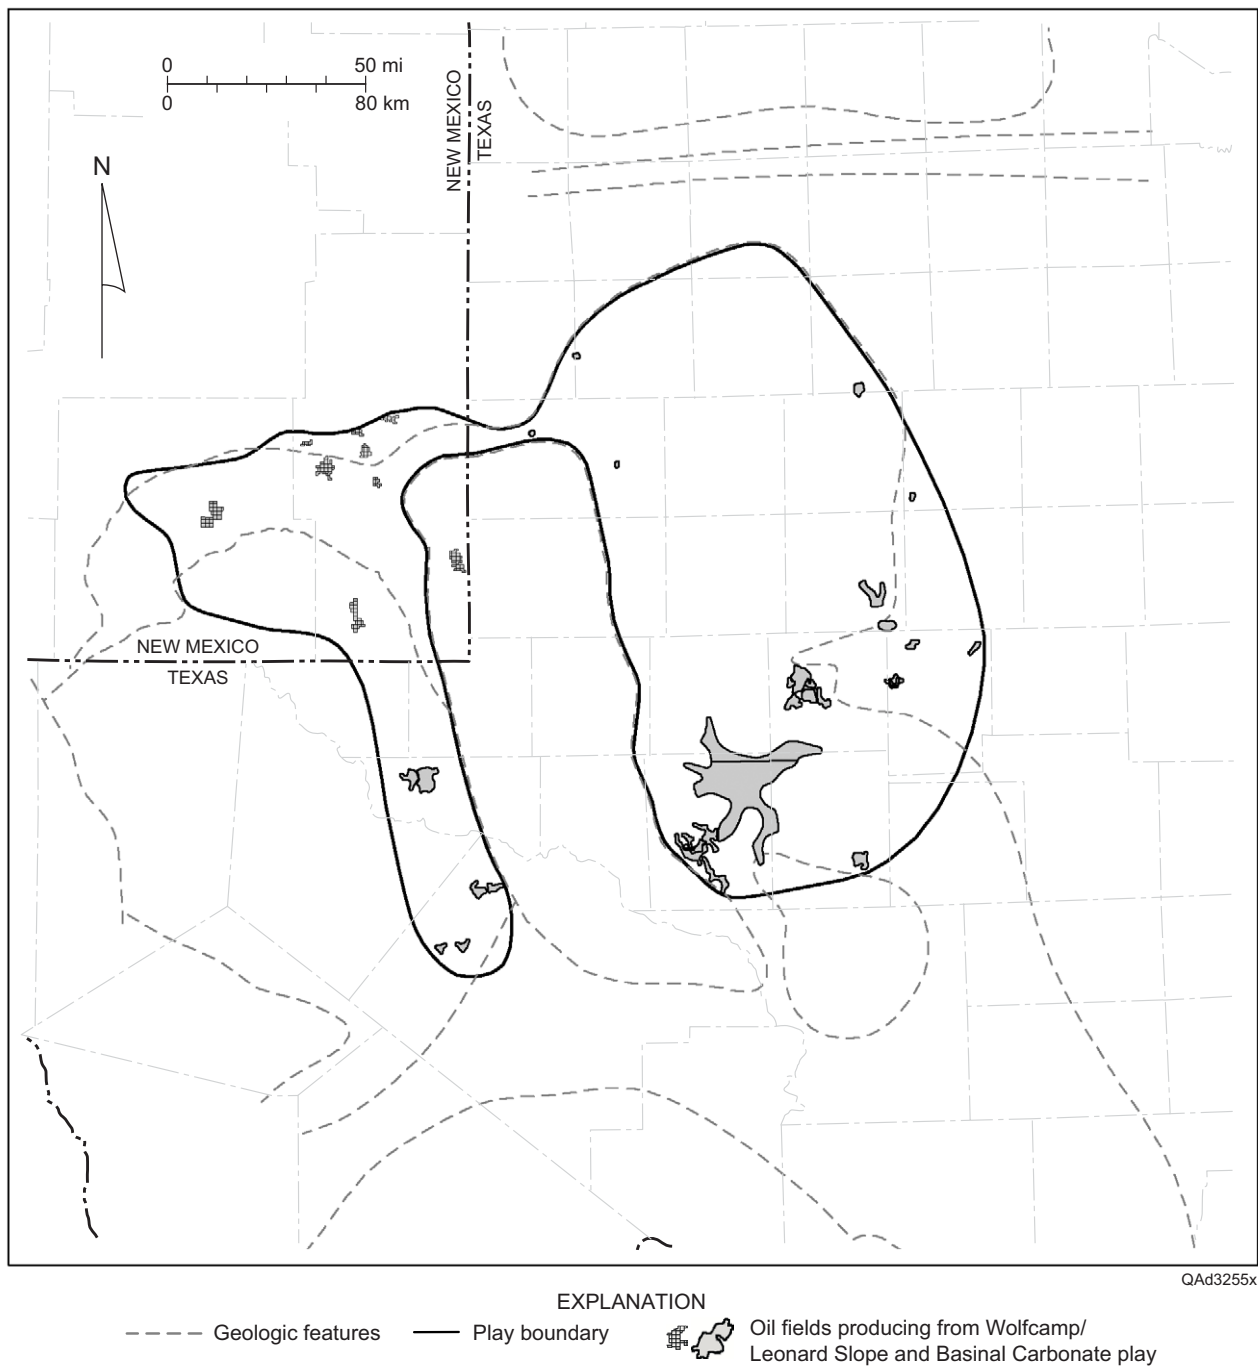 0 50 mi
0 80 km
N
NEW MEXICO
TEXAS
NEW MEXICO
TEXAS
QAd3255x
EXPLANATION
Geologic features
Play boundary
Oil fields producing from Wolfcamp/
Leonard Slope and Basinal Carbonate play